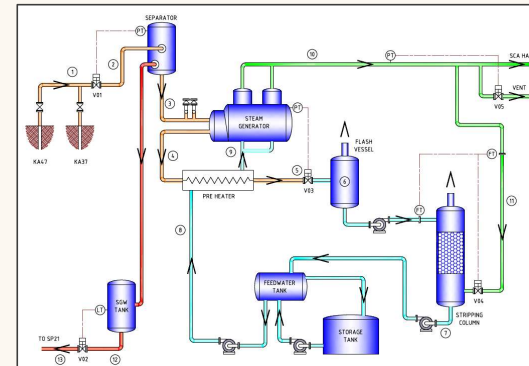 SEPARATOR
PT
1
2
V01
10
PT
SCA HA
V05
VENT
3
STEAM
GENERATOR
PT
KA47
KA37
4
9
5
FLASH
VESSEL
V03
6
PRE HEATER
FT
PT
11
8
SGW
TANK
LT
FEEDWATER
TANK
V04
STRIPPING
COLUMN
7
STORAGE
TANK
TO SP21
13
V02
12